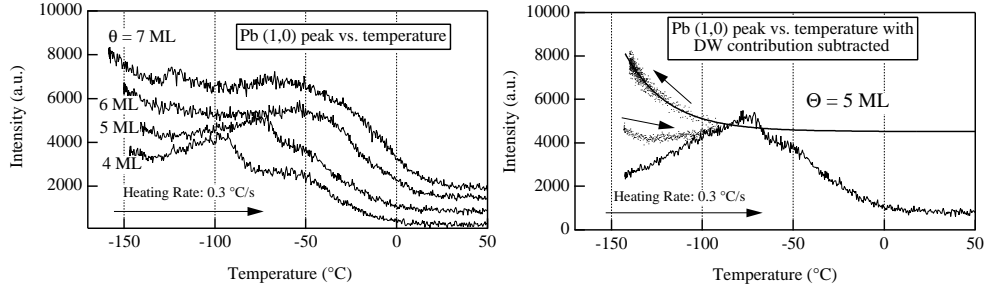 Pb (1,0) peak vs. temperature
θ = 7 ML
6 ML
5 ML
4 ML
Heating Rate: 0.3 °C/s
Intensity (a.u.)
10000
8000
6000
4000
2000
-150
-100
-50
0
50
Temperature (°C)
Pb (1,0) peak vs. temperature with
DW contribution subtracted
Θ = 5 ML
Heating Rate: 0.3 °C/s
Intensity (a.u.)
10000
8000
6000
4000
2000
0
-150
-100
-50
0
50
Temperature (°C)